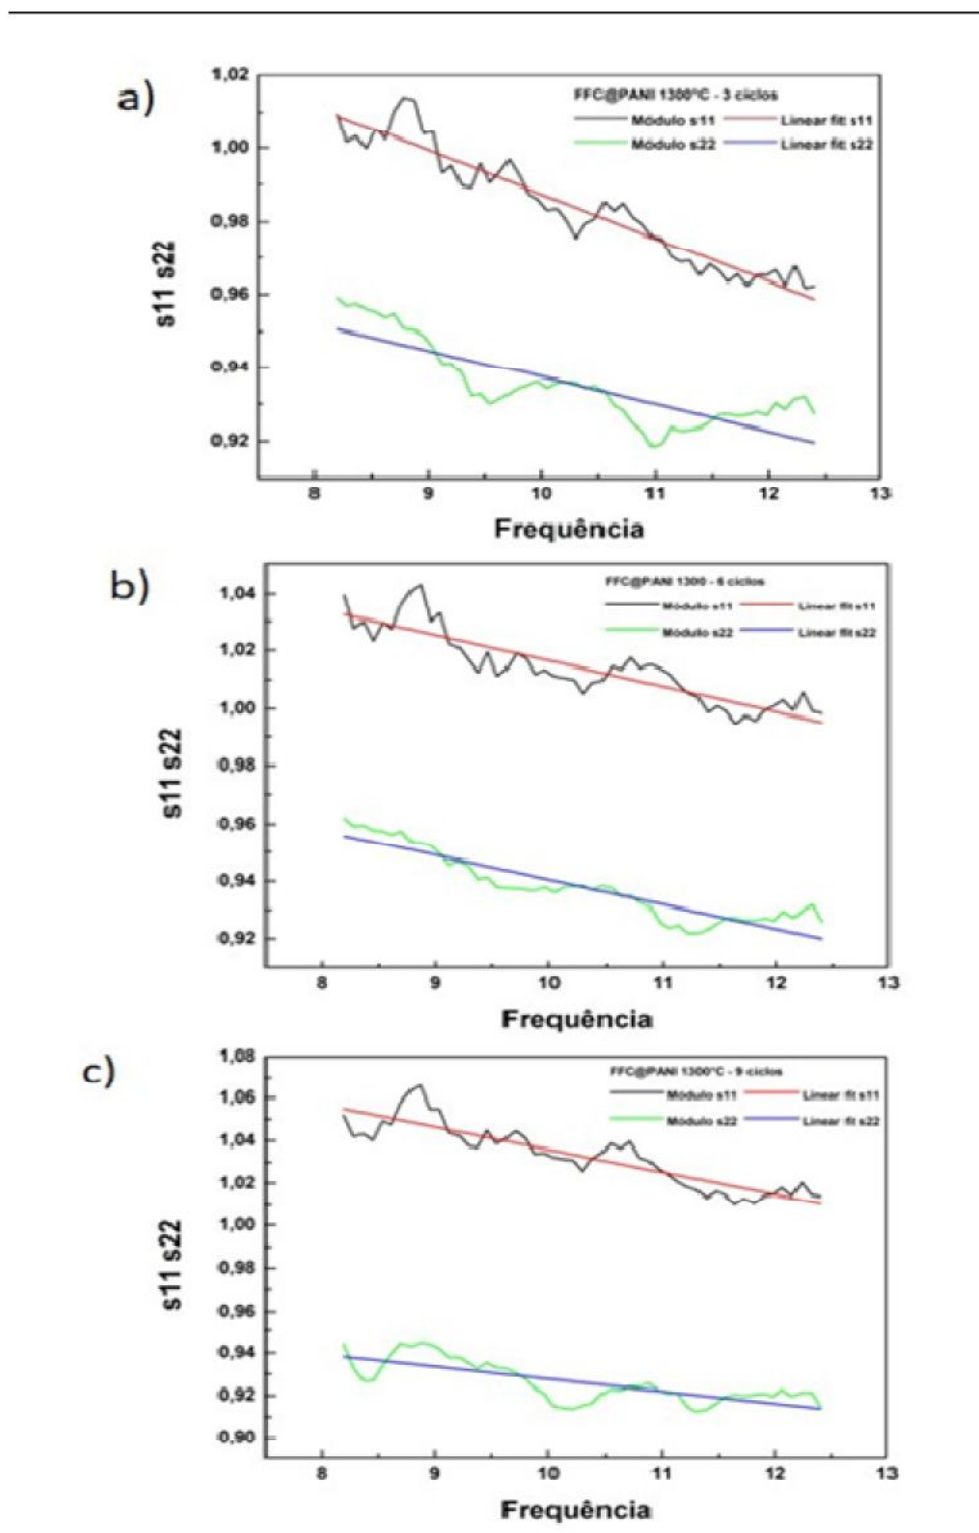 a)
1,02
1,00
0,98
0,96
0,94
0,92
s11 s22
FFC@PANI 1300°C - 3 ciclos
Módulo s11 Linear fit s11
Módulo s22 Linear fit s22
8 9 10 11 12 13
Frequência
b)
1,04
1,02
1,00
0,98
0,96
0,94
0,92
s11 s22
FFC@PANI 1300 - 6 ciclos
Módulo s11 Linear fit s11
Módulo s22 Linear fit s22
8 9 10 11 12 13
Frequência
c)
1,08
1,06
1,04
1,02
1,00
0,98
0,96
0,94
0,92
0,90
s11 s22
FFC@PANI 1300°C - 9 ciclos
Módulo s11 Linear fit s11
Módulo s22 Linear fit s22
8 9 10 11 12 13
Frequência